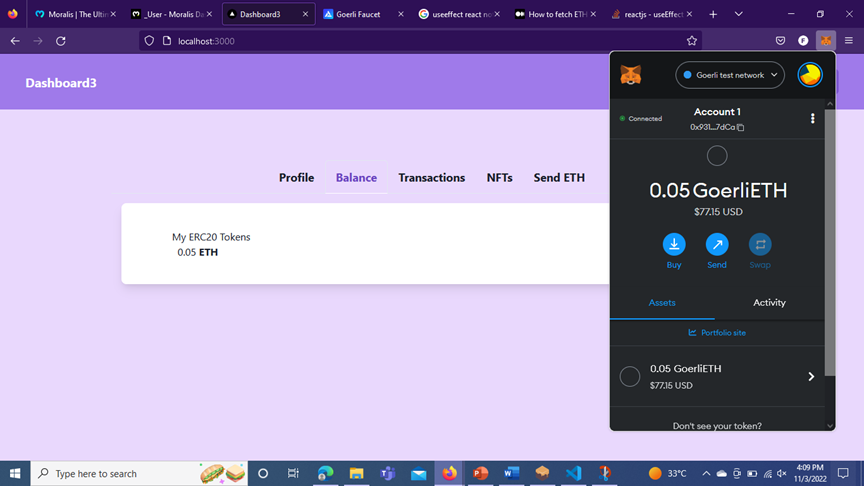 Moralis | The Ultim
_User - Moralis Da
Dashboard3
Goerli Faucet
useeffect react no
How to fetch ETH
reactjs - useEffect
localhost:3000
Dashboard3
Goerli test network
Connected
Account 1
0x931...7dCa
Profile
Balance
Transactions
NFTs
Send ETH
0.05 GoerliETH
$77.15 USD
My ERC20 Tokens
0.05 ETH
Buy
Send
Swap
Assets
Activity
Portfolio site
0.05 GoerliETH
$77.15 USD
Don't see your token?
Type here to search
33°C
4:09 PM
11/3/2022